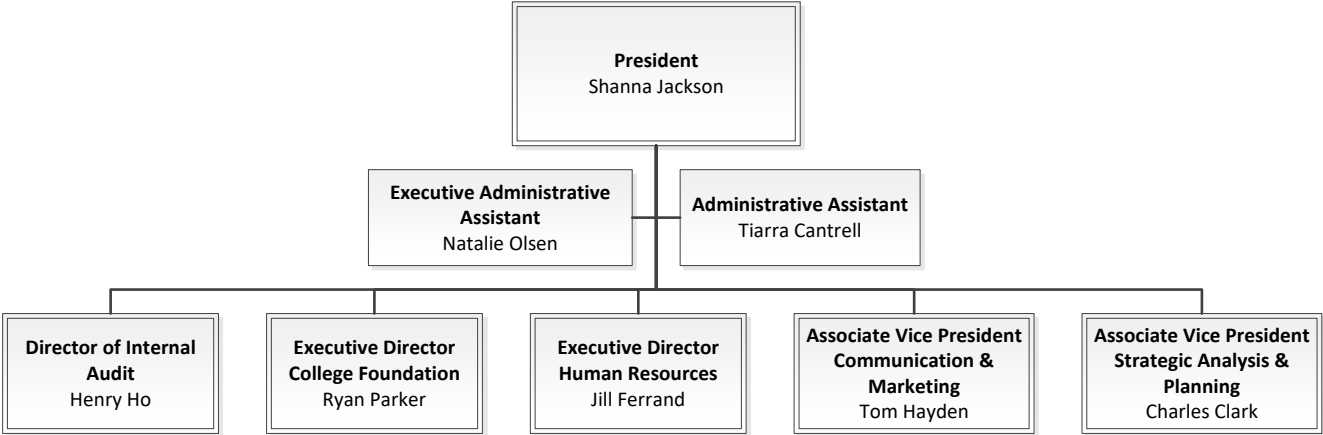 President
Shanna Jackson
Executive Administrative
Assistant
Natalie Olsen
Administrative Assistant
Tiarra Cantrell
Director of Internal
Audit
Henry Ho
Executive Director
College Foundation
Ryan Parker
Executive Director
Human Resources
Jill Ferrand
Associate Vice President
Communication &
Marketing
Tom Hayden
Associate Vice President
Strategic Analysis &
Planning
Charles Clark